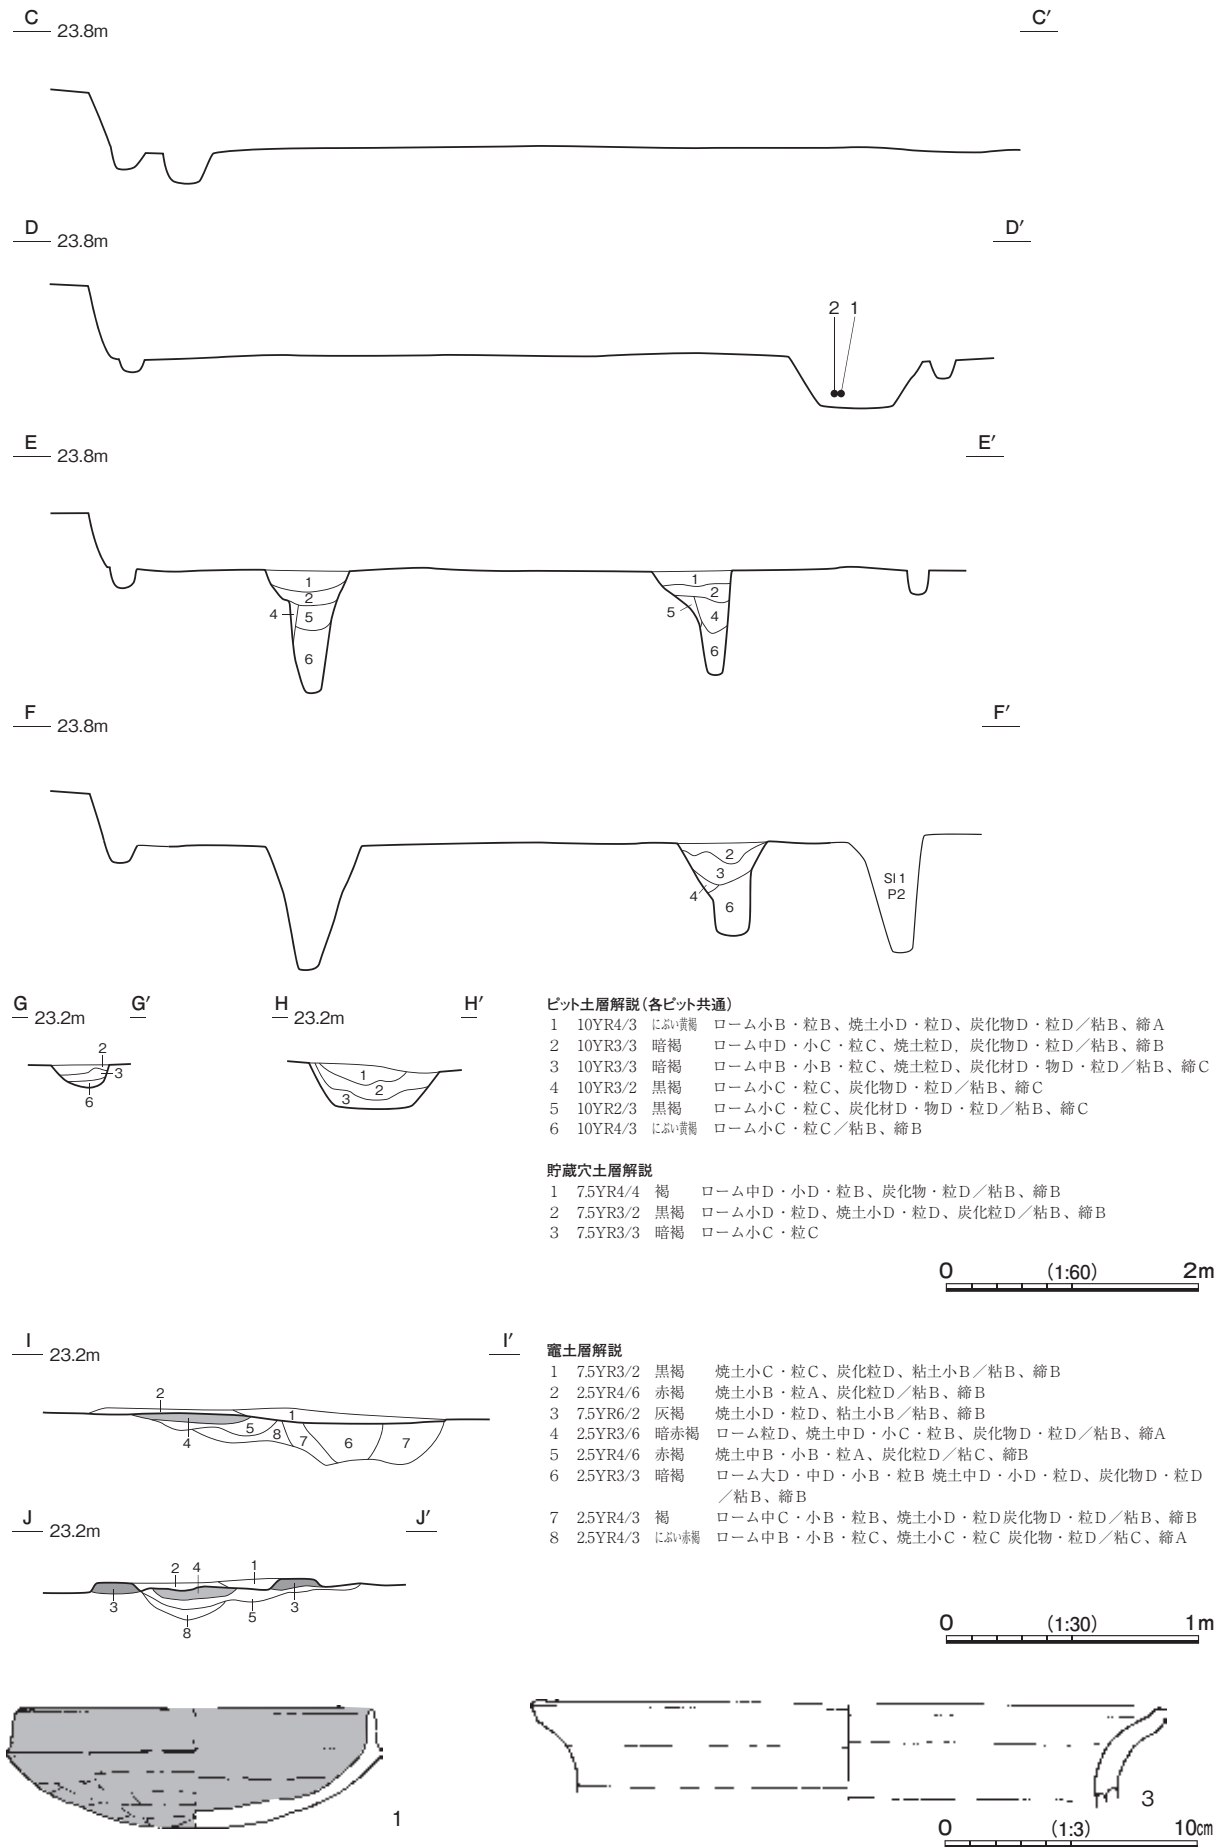 C 23.8m C′
D 23.8m D′
2 1
E 23.8m E′
1 1
2 2
4 5 5 4
6 6
F 23.8m F′
2
3
4 6
SI 1
P2
G 23.2m G′
2
3
6
H 23.2m H′
1
2
3
ピット土層解説(各ピット共通)
1 10YR4/3 にぶい黄褐 ローム小B・粒B、焼土小D・粒D、炭化物D・粒D/粘B、締A
2 10YR3/3 暗褐 ローム中D・小C・粒C、焼土粒D, 炭化物D・粒D/粘B、締B
3 10YR3/3 暗褐 ローム中B・小B・粒C、焼土粒D、炭化材D・物D・粒D/粘B、締C
4 10YR3/2 黒褐 ローム小C・粒C、炭化物D・粒D/粘B、締C
5 10YR2/3 黒褐 ローム小C・粒C、炭化材D・物D・粒D/粘B、締C
6 10YR4/3 にぶい黄褐 ローム小C・粒C/粘B、締B
貯蔵穴土層解説
1 7.5YR4/4 褐 ローム中D・小D・粒B、炭化物・粒D/粘B、締B
2 7.5YR3/2 黒褐 ローム小D・粒D、焼土小D・粒D、炭化粒D/粘B、締B
3 7.5YR3/3 暗褐 ローム小C・粒C
0 (1:60) 2m
I 23.2m I′
2 1
4 5 8 7 6 7
J 23.2m J′
2 4 1
3 5 3
8
竈土層解説
1 7.5YR3/2 黒褐 焼土小C・粒C、炭化粒D、粘土小B/粘B、締B
2 2.5YR4/6 赤褐 焼土小B・粒A、炭化粒D/粘B、締B
3 7.5YR6/2 灰褐 焼土小D・粒D、粘土小B/粘B、締B
4 2.5YR3/6 暗赤褐 ローム粒D、焼土中D・小C・粒B、炭化物D・粒D/粘B、締A
5 2.5YR4/6 赤褐 焼土中B・小B・粒A、炭化粒D/粘C、締B
6 2.5YR3/3 暗褐 ローム大D・中D・小B・粒B 焼土中D・小D・粒D、炭化物D・粒D
/粘B、締B
7 2.5YR4/3 褐 ローム中C・小B・粒B、焼土小D・粒D炭化物D・粒D/粘B、締B
8 2.5YR4/3 にぶい赤褐 ローム中B・小B・粒C、焼土小C・粒C 炭化物・粒D/粘C、締A
0 (1:30) 1m
1
3
0 (1:3) 10cm